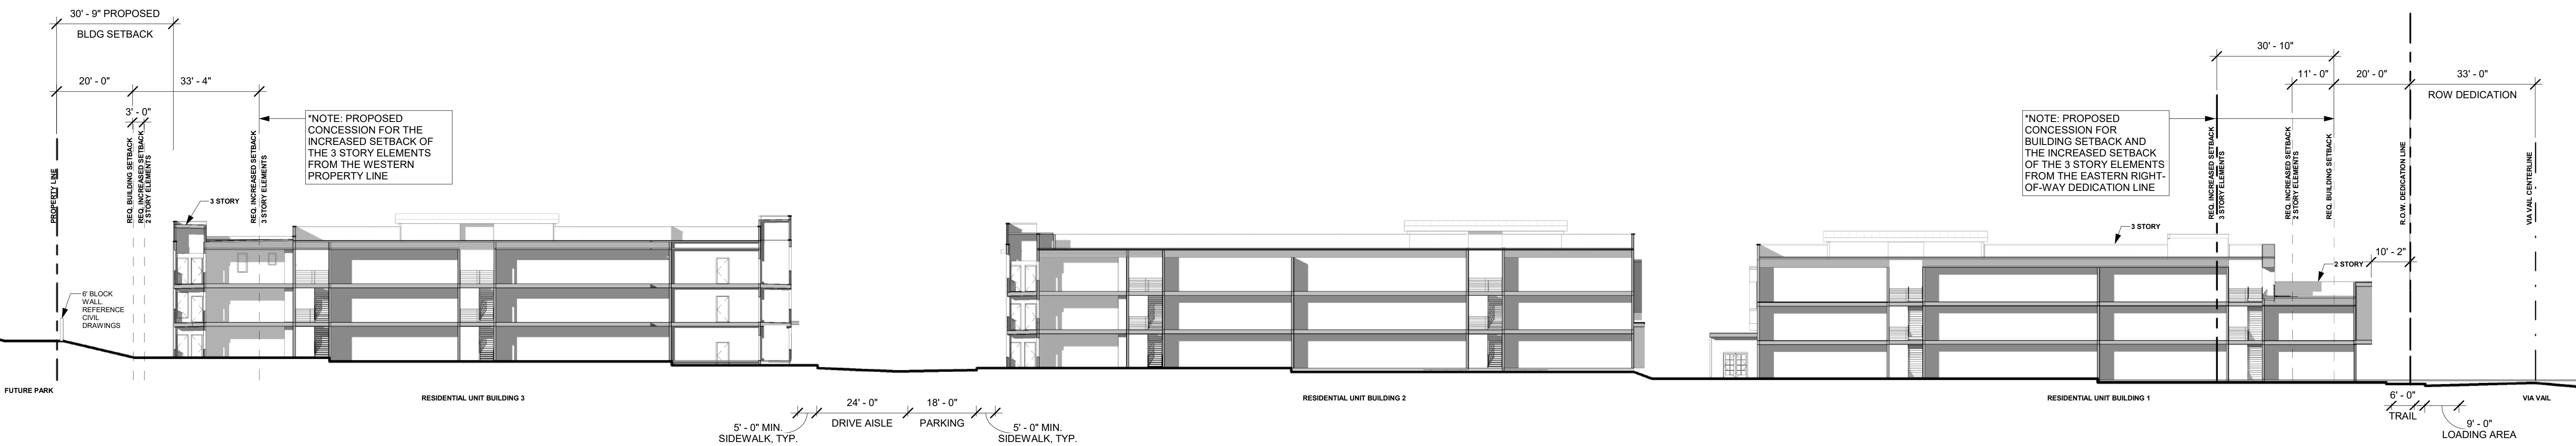 30' - 9" PROPOSED
BLDG SETBACK
20' - 0"
33' - 4"
3' - 0"
PROPERTY LINE
REQ. BUILDING SETBACK
REQ. INCREASED SETBACK
2 STORY ELEMENTS
REQ. INCREASED SETBACK
3 STORY ELEMENTS
*NOTE: PROPOSED
CONCESSION FOR THE
INCREASED SETBACK OF
THE 3 STORY ELEMENTS
FROM THE WESTERN
PROPERTY LINE
3 STORY
6' BLOCK
WALL.
REFERENCE
CIVIL
DRAWINGS
FUTURE PARK
RESIDENTIAL UNIT BUILDING 3
5' - 0" MIN.
SIDEWALK, TYP.
24' - 0"
DRIVE AISLE
18' - 0"
PARKING
5' - 0" MIN.
SIDEWALK, TYP.
RESIDENTIAL UNIT BUILDING 2
30' - 10"
11' - 0"
20' - 0"
33' - 0"
ROW DEDICATION
*NOTE: PROPOSED
CONCESSION FOR
BUILDING SETBACK AND
THE INCREASED SETBACK
OF THE 3 STORY ELEMENTS
FROM THE EASTERN RIGHT-
OF-WAY DEDICATION LINE
REQ. INCREASED SETBACK
3 STORY ELEMENTS
REQ. INCREASED SETBACK
2 STORY ELEMENTS
REQ. BUILDING SETBACK
R.O.W. DEDICATION LINE
VIA VAIL CENTERLINE
3 STORY
2 STORY
10' - 2"
RESIDENTIAL UNIT BUILDING 1
6' - 0"
TRAIL
9' - 0"
LOADING AREA
VIA VAIL